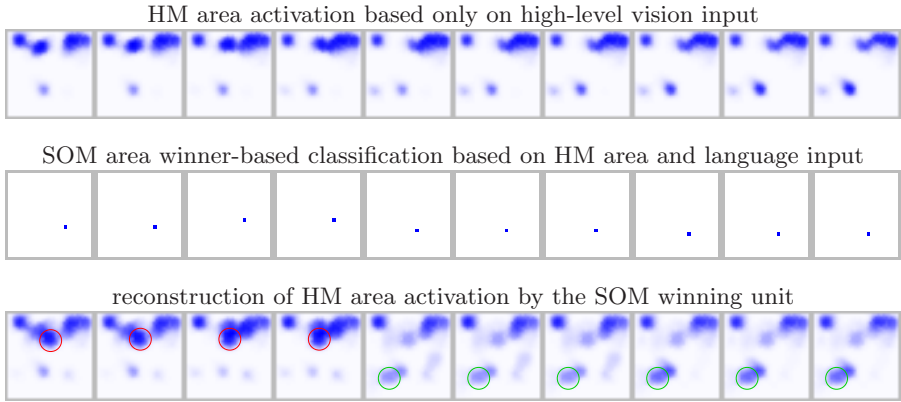 HM area activation based only on high-level vision input
SOM area winner-based classification based on HM area and language input
reconstruction of HM area activation by the SOM winning unit